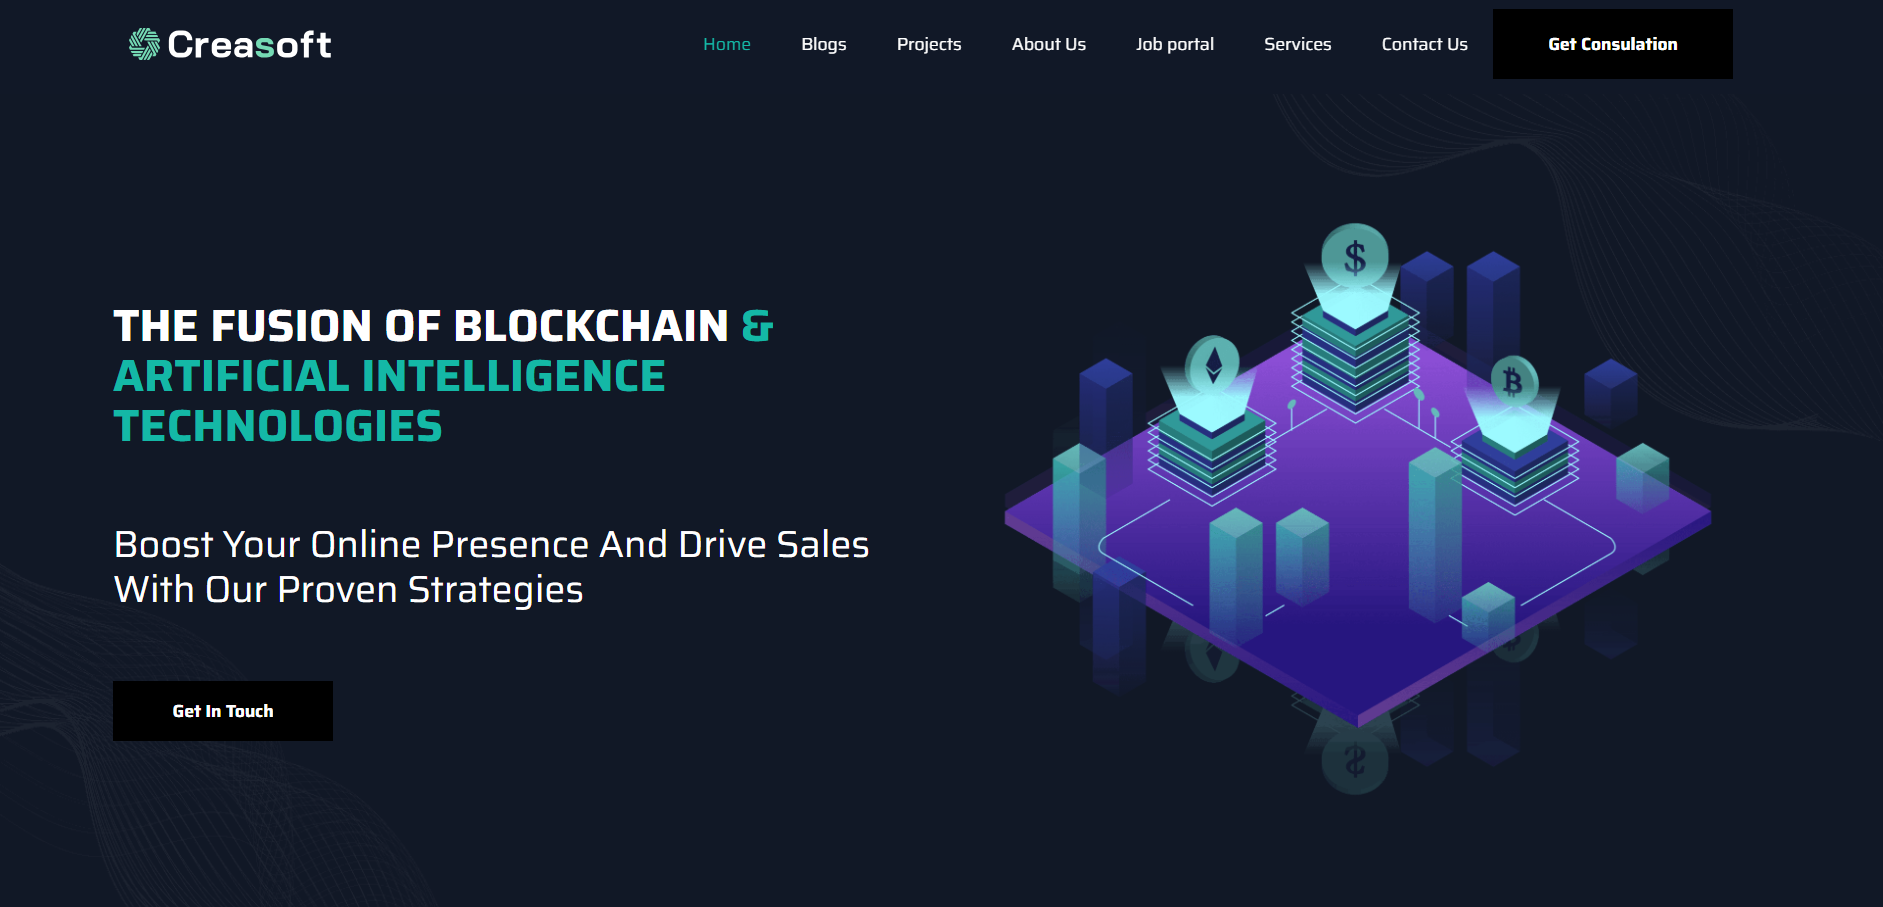 Creasoft
Home Blogs Projects About Us Job portal Services Contact Us Get Consulation
THE FUSION OF BLOCKCHAIN &
ARTIFICIAL INTELLIGENCE
TECHNOLOGIES
Boost Your Online Presence And Drive Sales
With Our Proven Strategies
Get In Touch
$